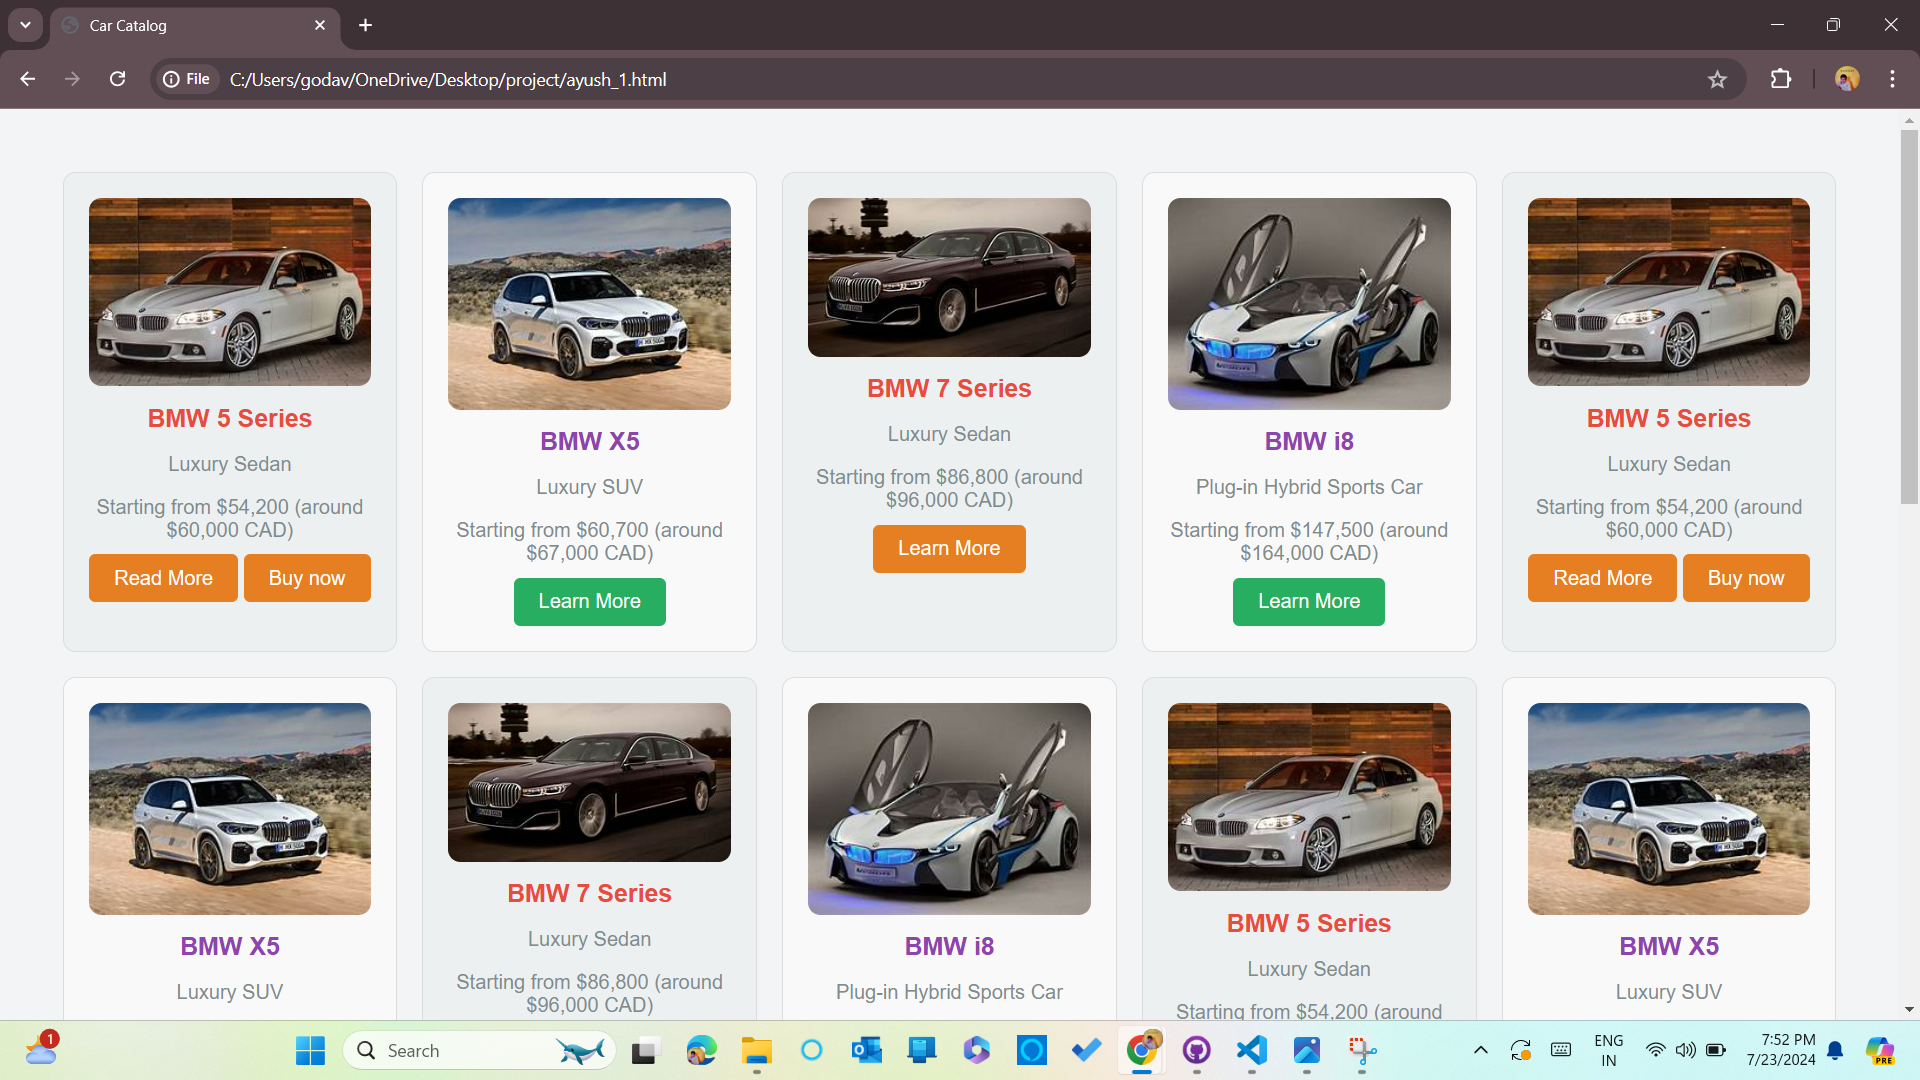 Car Catalog
File
C:/Users/godav/OneDrive/Desktop/project/ayush_1.html
BMW 5 Series
Luxury Sedan
Starting from $54,200 (around
$60,000 CAD)
Read More
Buy now
BMW X5
Luxury SUV
Starting from $60,700 (around
$67,000 CAD)
Learn More
BMW 7 Series
Luxury Sedan
Starting from $86,800 (around
$96,000 CAD)
Learn More
BMW i8
Plug-in Hybrid Sports Car
Starting from $147,500 (around
$164,000 CAD)
Learn More
BMW 5 Series
Luxury Sedan
Starting from $54,200 (around
$60,000 CAD)
Read More
Buy now
BMW X5
Luxury SUV
BMW 7 Series
Luxury Sedan
Starting from $86,800 (around
$96,000 CAD)
BMW i8
Plug-in Hybrid Sports Car
BMW 5 Series
Luxury Sedan
Starting from $54,200 (around
BMW X5
Luxury SUV
1
Search
ENG
IN
7:52 PM
7/23/2024
PRE